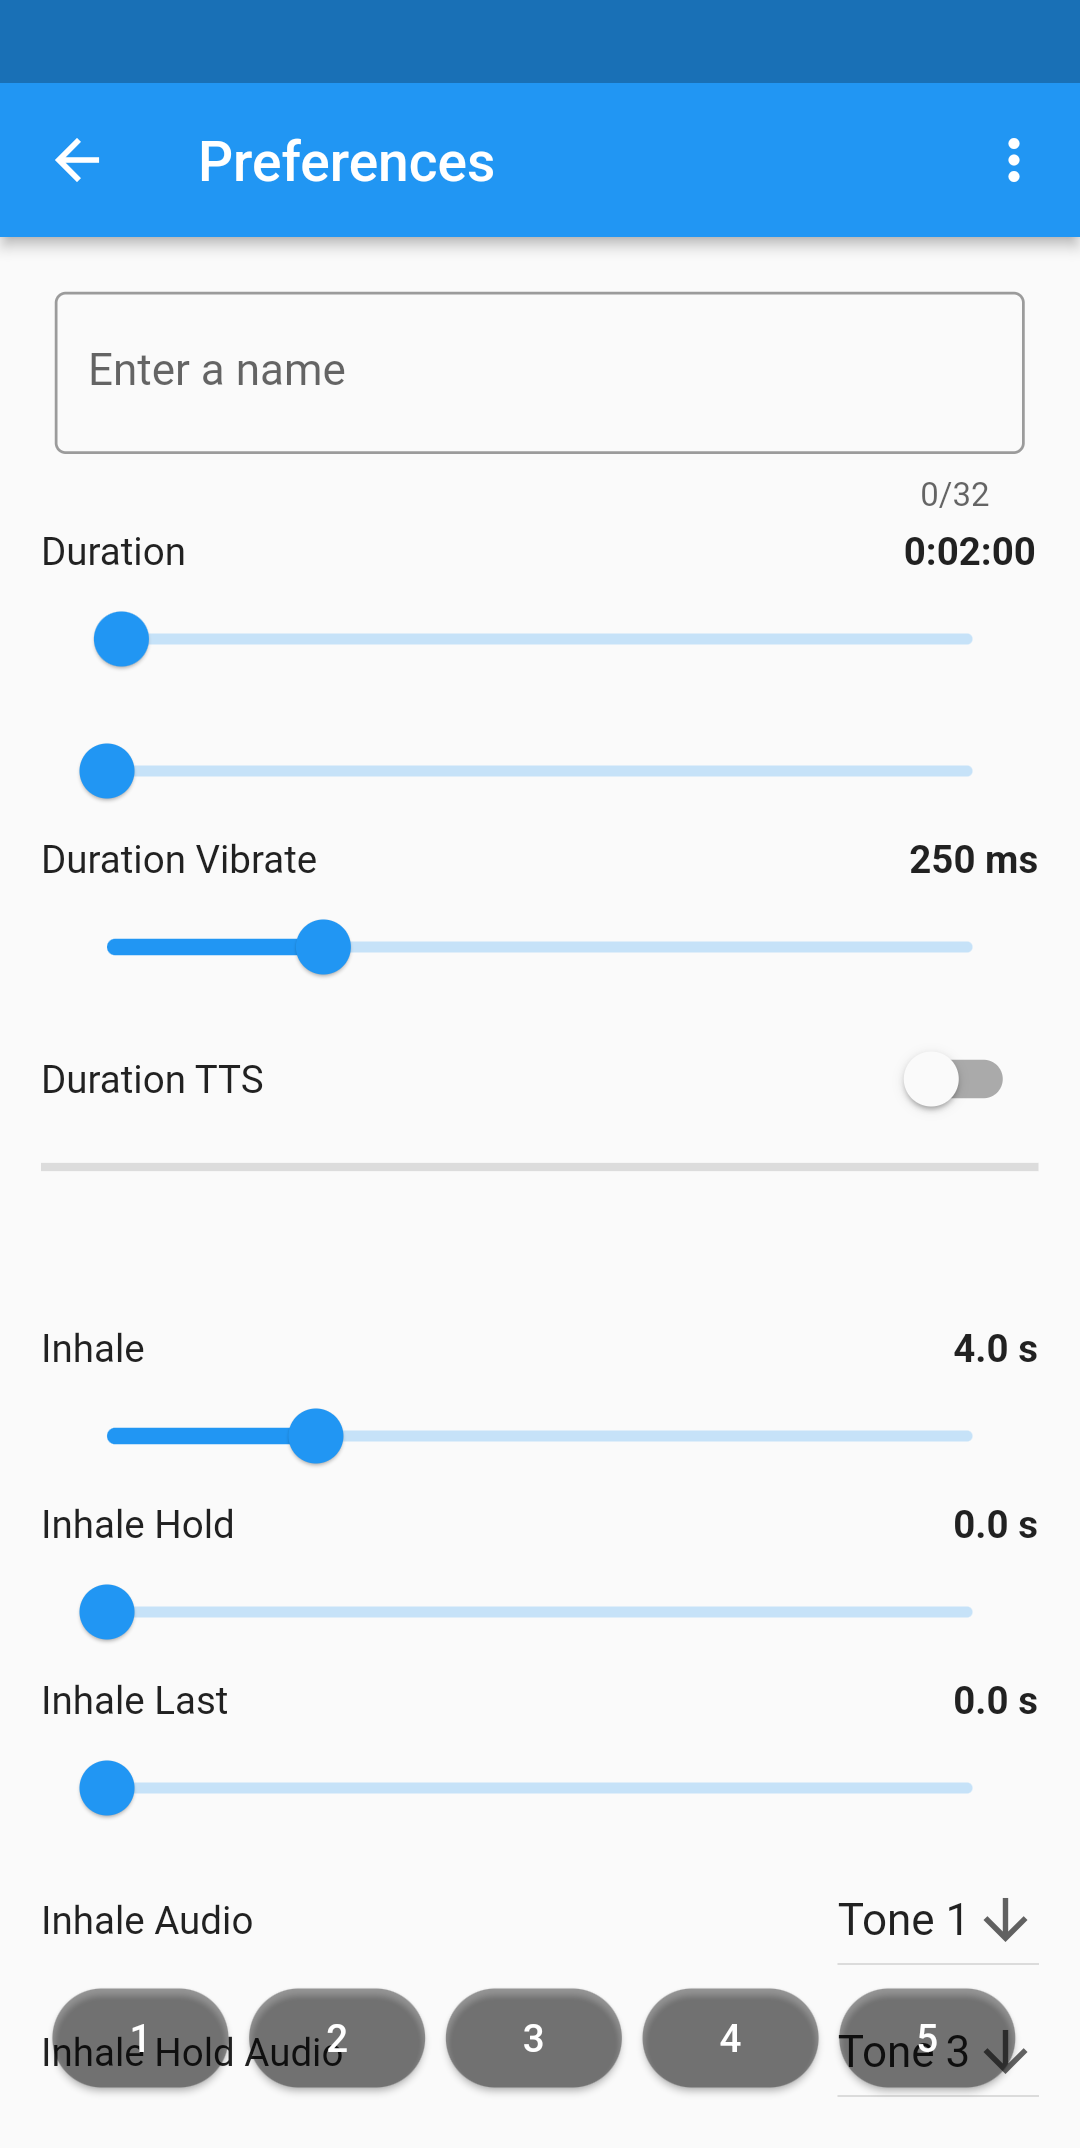 Preferences
Enter a name
0/32
Duration 0:02:00
Duration Vibrate 250 ms
Duration TTS
Inhale 4.0 s
Inhale Hold 0.0 s
Inhale Last 0.0 s
Inhale Audio Tone 1
1 2 3 4 5
Inhale Hold Audio Tone 3